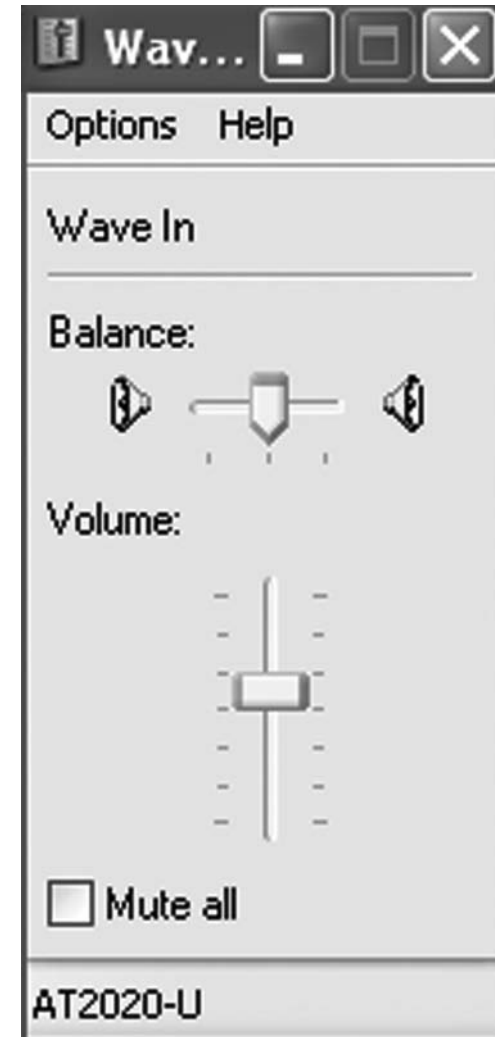 Wav...
Options Help
Wave In
Balance:
Volume:
Mute all
AT2020-U